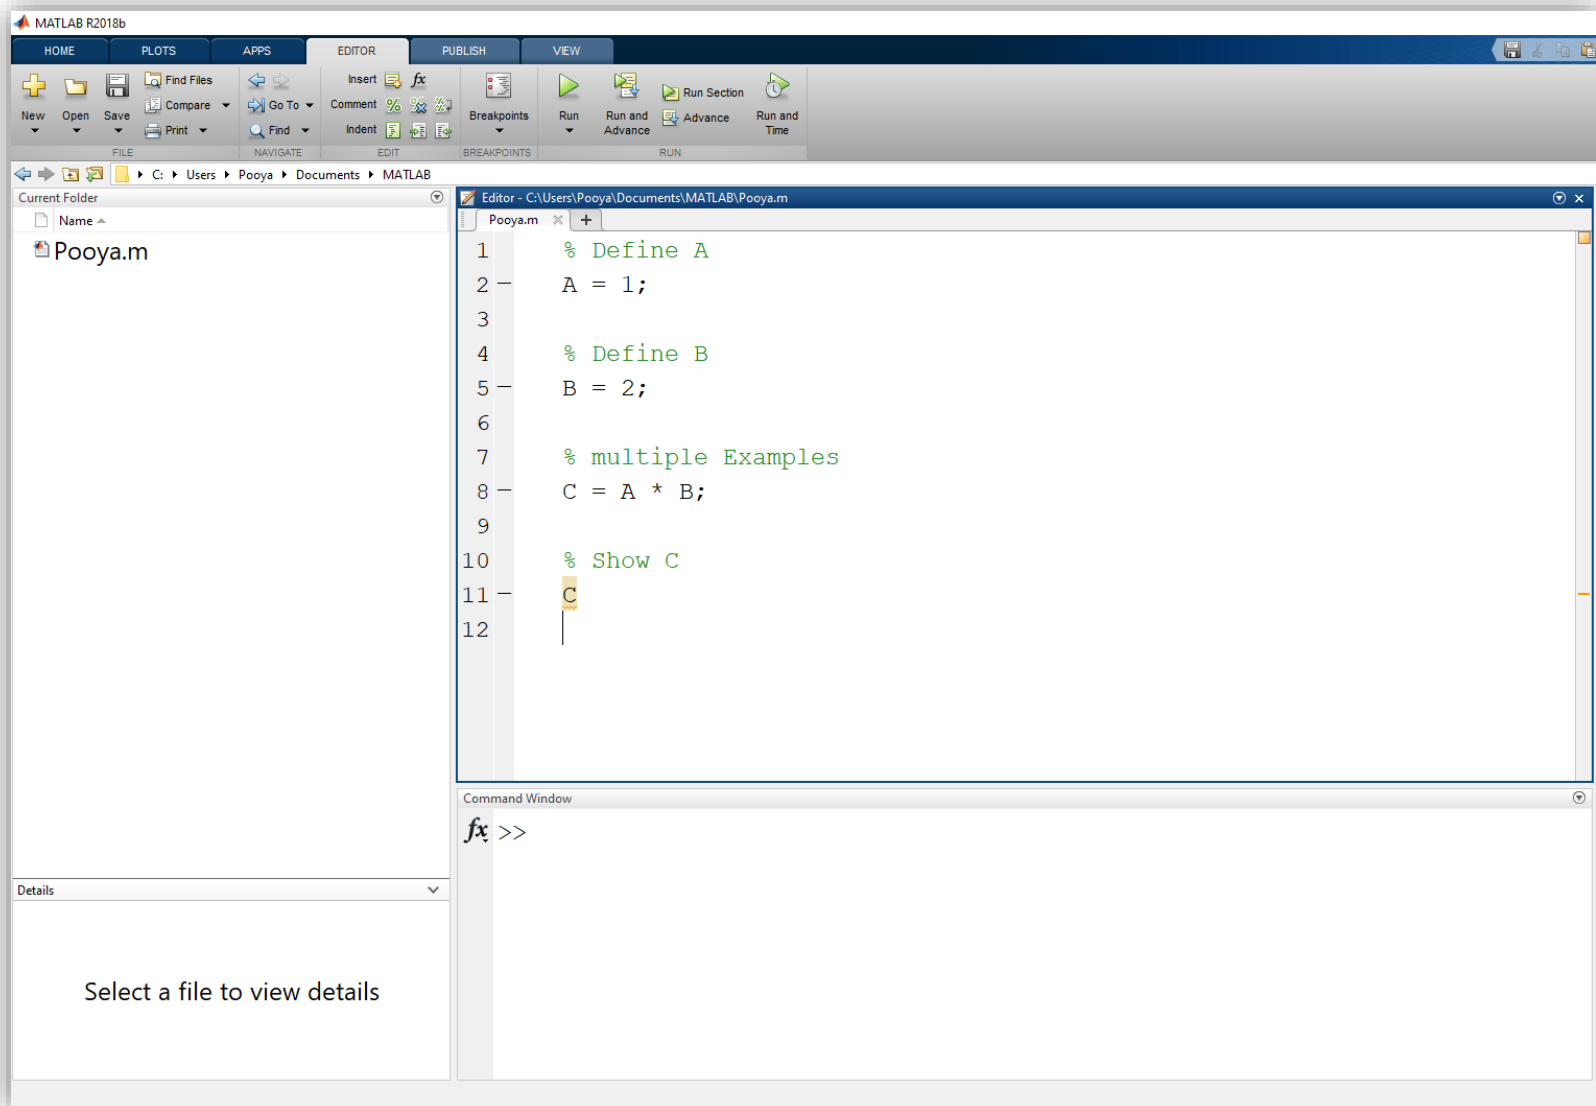 MATLAB R2018b
HOME PLOTS APPS EDITOR PUBLISH VIEW
New Open Save Find Files Compare Print
FILE
Go To Find
NAVIGATE
Insert fx
Comment % %
Indent
EDIT
Breakpoints
BREAKPOINTS
Run Run and Advance Run Section Advance Run and Time
RUN
C: Users Pooya Documents MATLAB
Current Folder
Name
Pooya.m
Details
Select a file to view details
Editor - C:\Users\Pooya\Documents\MATLAB\Pooya.m
Pooya.m × +
1 % Define A
2 – A = 1;
3
4 % Define B
5 – B = 2;
6
7 % multiple Examples
8 – C = A * B;
9
10 % Show C
11 – C
12
Command Window
fx >>